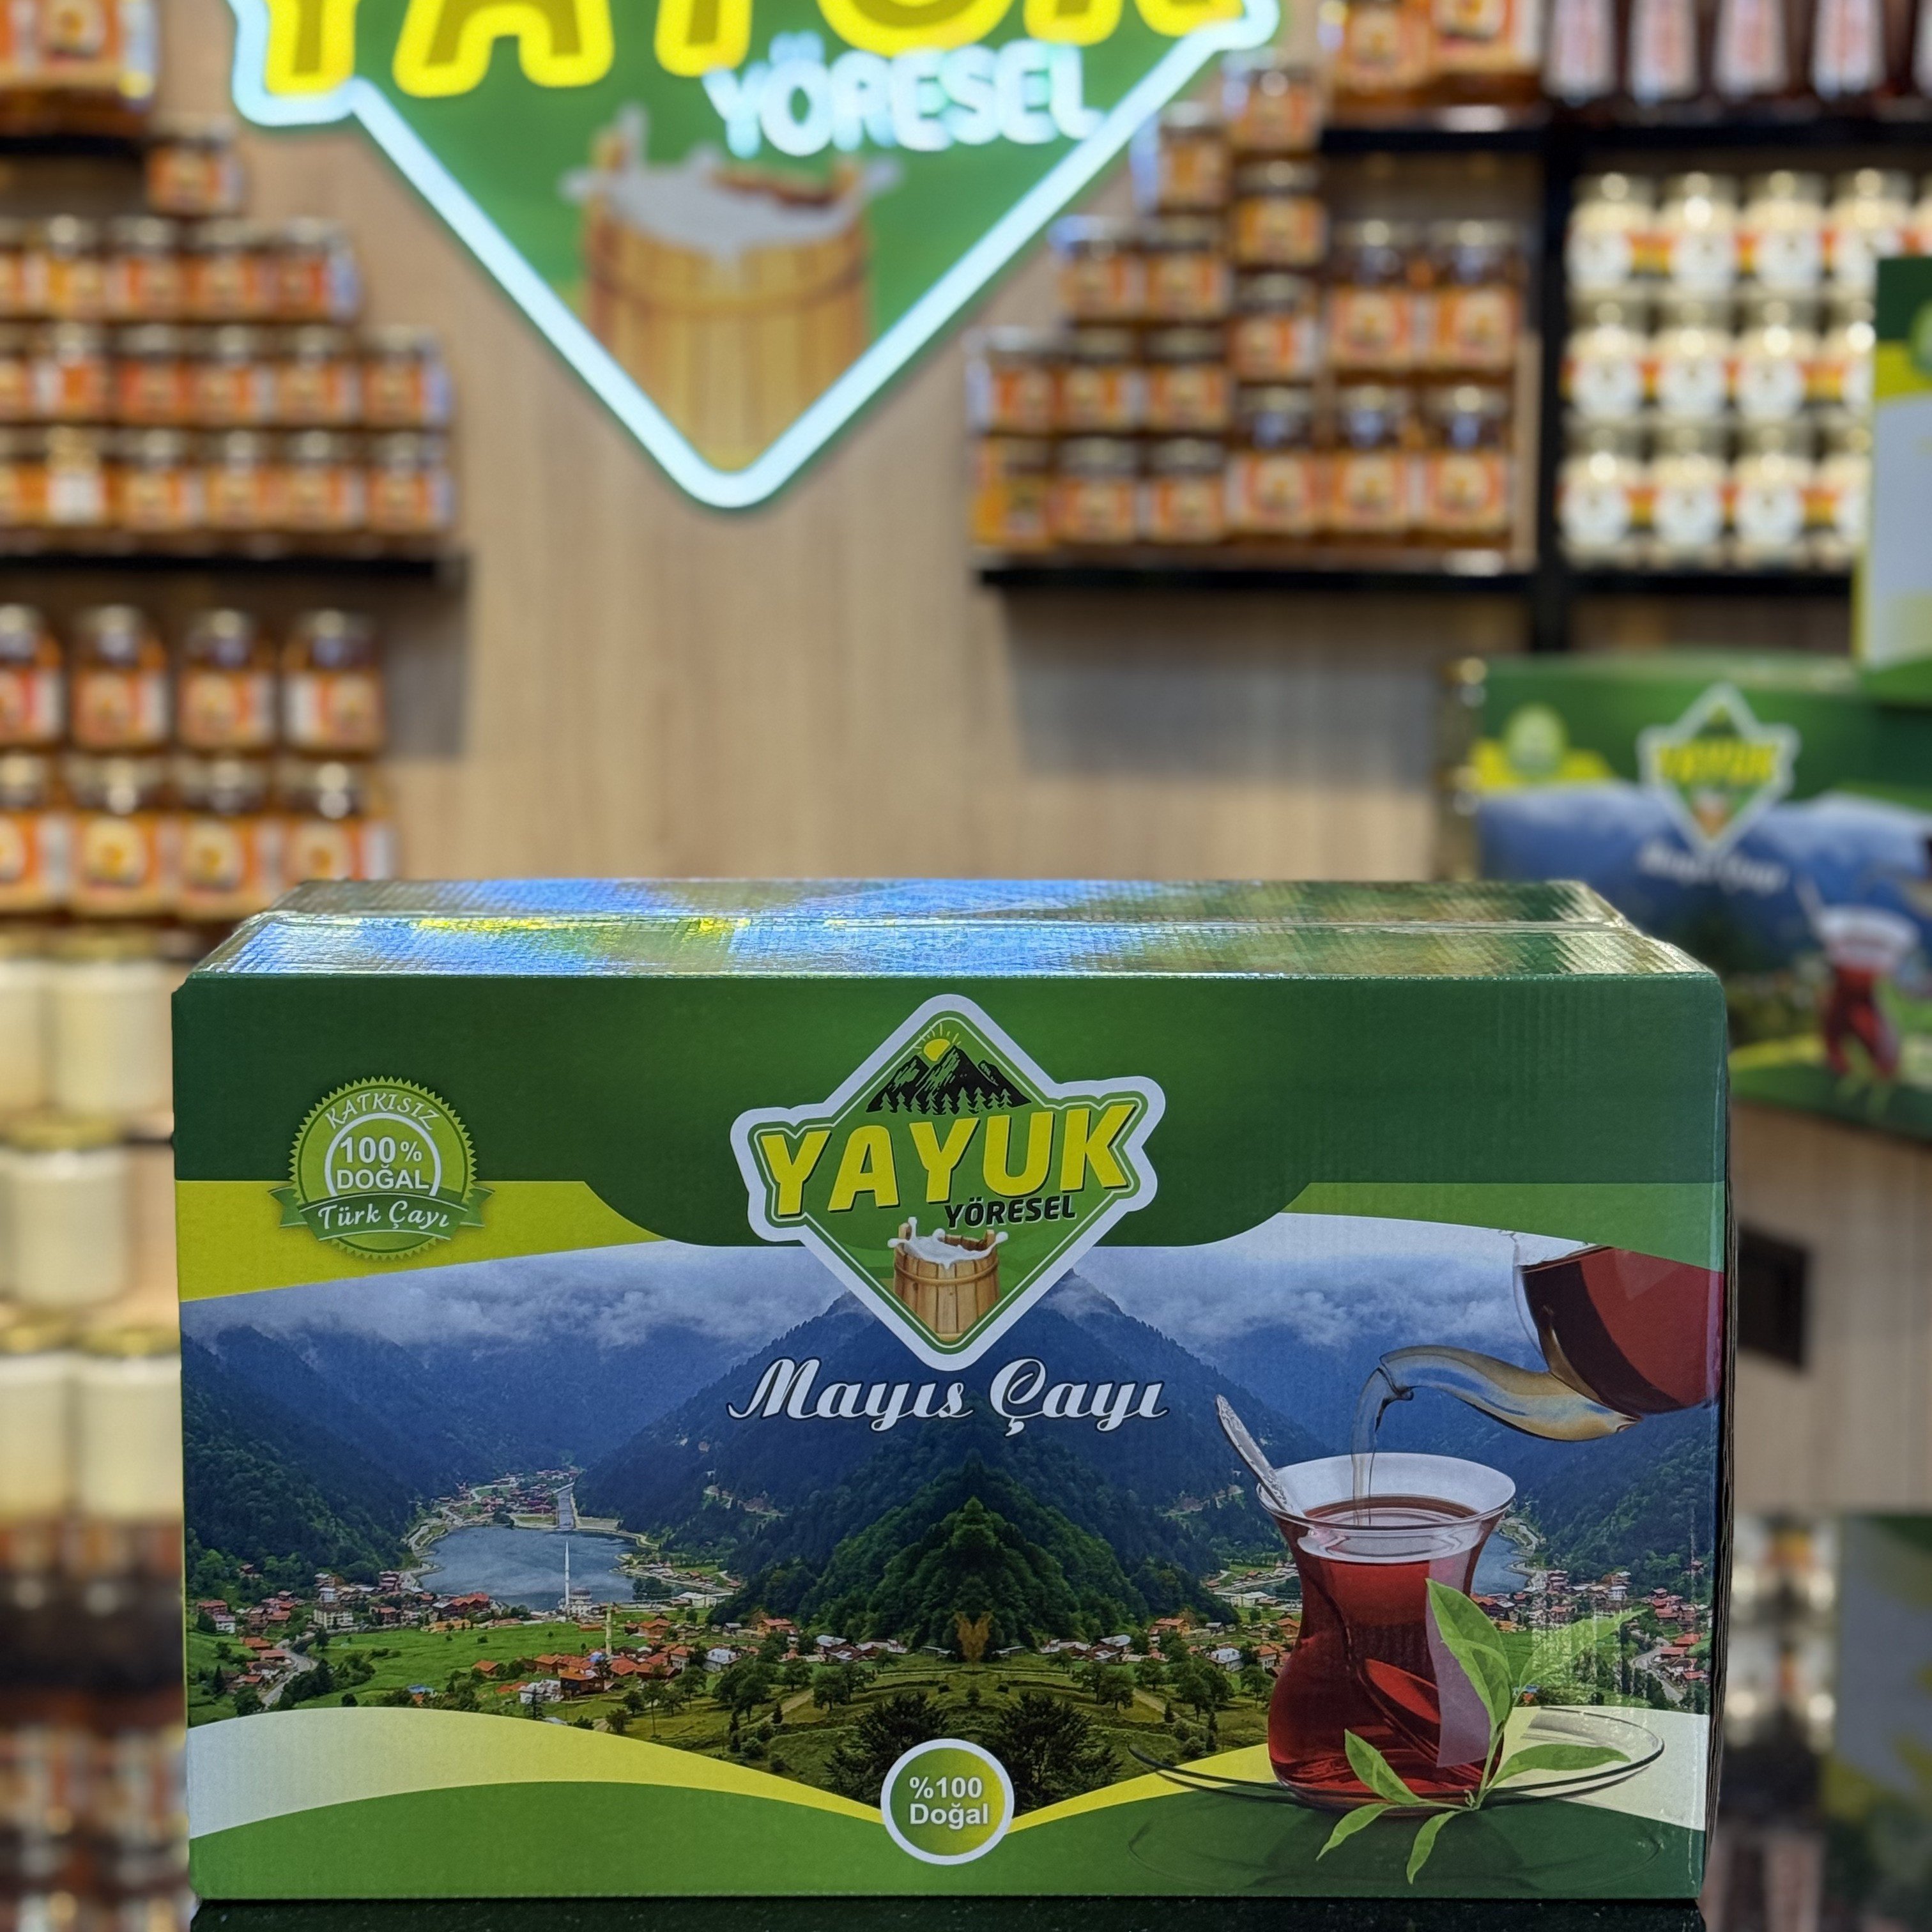 YÖRESEL
YAYUK
KATKISIZ
100%
DOĞAL
Türk Çayı
YAYUK
YÖRESEL
Mayıs Çayı
%100
Doğal